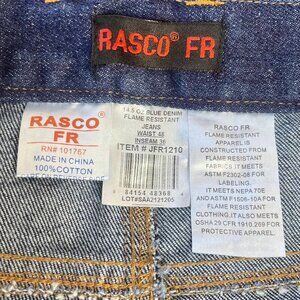 RASCO® FR
RASCO®
FR
RN# 101767
MADE IN CHINA
100%COTTON
14.5 OZ BLUE DENIM
FLAME RESISTANT
JEANS
WAIST 48
INSEAM 36
ITEM # JFR1210
84154 48368
LOT#SAA2121205
RASCO FR
FLAME RESISTANT
APPAREL IS
CONSTRUCTED FROM
FLAME RESISTANT
FABRICS.IT MEETS
ASTM F2302-08 FOR
LABELING.
IT MEETS NFPA 70E
AND ASTM F1506-10A FOR
CLOTHING.IT ALSO MEETS
OSHA 29 CFR 1910.269 FOR
PROTECTIVE APPAREL.